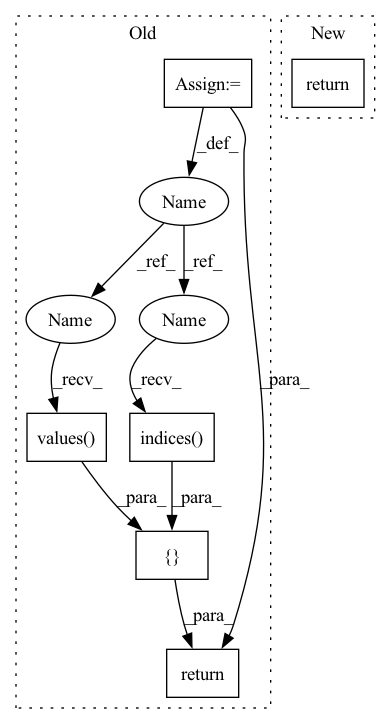 Old
New
Assign:=
return
_def_
Name
_ref_
_ref_
Name
Name
_recv_
_recv_
_para_
values()
indices()
_para_
_para_
{}
_para_
return